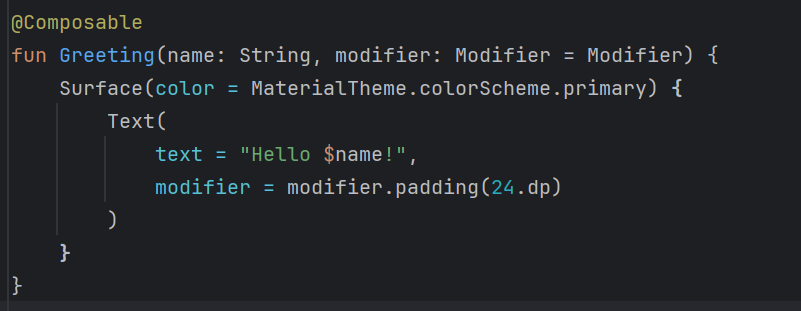 @Composable
fun Greeting(name: String, modifier: Modifier = Modifier) {
    Surface(color = MaterialTheme.colorScheme.primary) {
        Text(
            text = "Hello $name!",
            modifier = modifier.padding(24.dp)
        )
    }
}